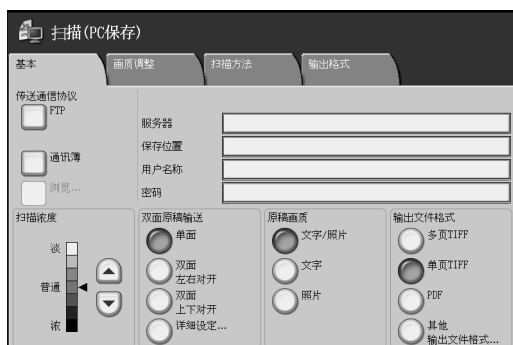 扫描(PC保存)
基本
画质调整
扫描方法
输出格式
传送通信协议
FTP
通讯簿
浏览...
服务器
保存位置
用户名称
密码
扫描浓度
淡
普通
浓
双面原稿输送
单面
双面
左右对开
双面
上下对开
详细设定...
原稿画质
文字/照片
文字
照片
输出文件格式
多页TIFF
单页TIFF
PDF
其他
输出文件格式...